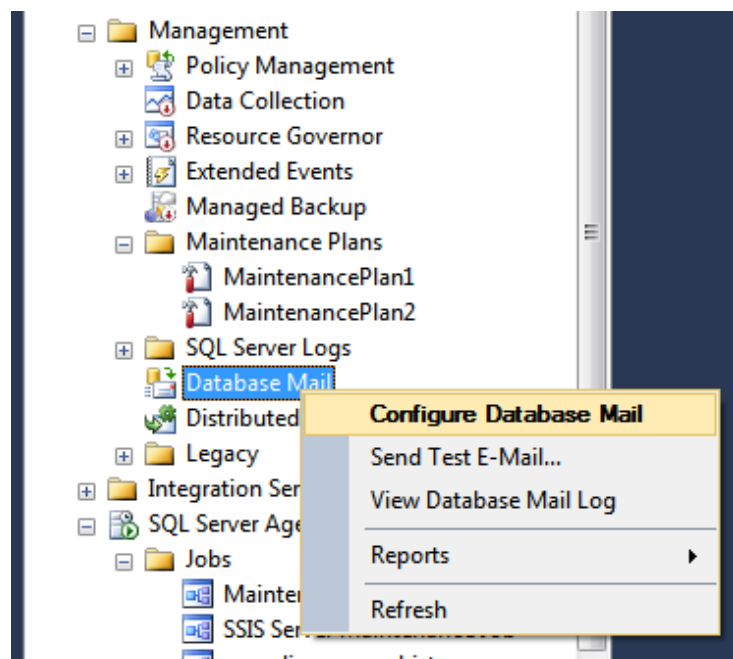 Management
Policy Management
Data Collection
Resource Governor
Extended Events
Managed Backup
Maintenance Plans
MaintenancePlan1
MaintenancePlan2
SQL Server Logs
Database Mail
Distributed
Configure Database Mail
Legacy
Send Test E-Mail...
Integration Ser
View Database Mail Log
SQL Server Age
Jobs
Reports
Mainte
Refresh
SSIS Ser